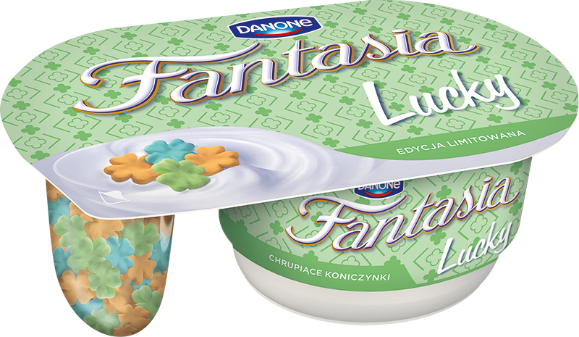 DANONE
Fantasia
Lucky
EDYCJA LIMITOWANA
DANONE
Fantasia
Lucky
CHRUPIĄCE KONICZYNKI